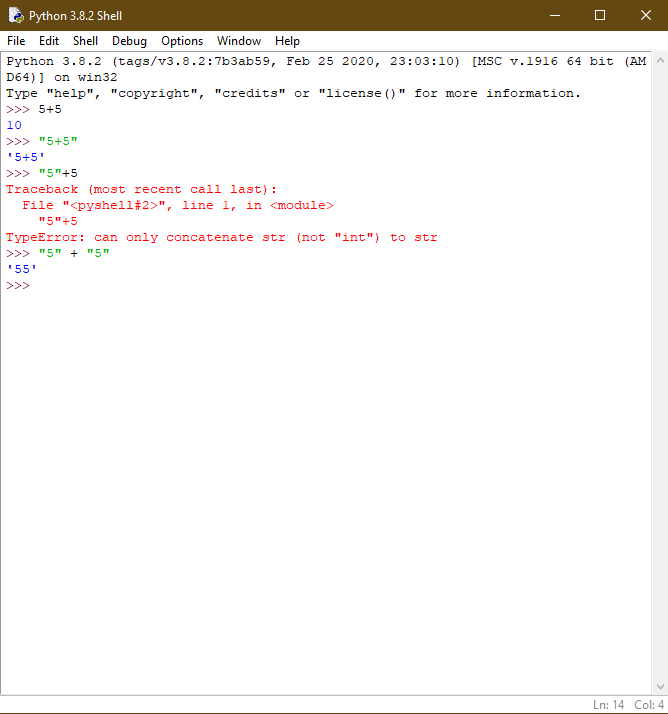 Python 3.8.2 Shell
File Edit Shell Debug Options Window Help
Python 3.8.2 (tags/v3.8.2:7b3ab59, Feb 25 2020, 23:03:10) [MSC v.1916 64 bit (AM
D64)] on win32
Type "help", "copyright", "credits" or "license()" for more information.
>>> 5+5
10
>>> "5+5"
'5+5'
>>> "5"+5
Traceback (most recent call last):
  File "<pyshell#2>", line 1, in <module>
    "5"+5
TypeError: can only concatenate str (not "int") to str
>>> "5" + "5"
'55'
>>>
Ln: 14 Col: 4